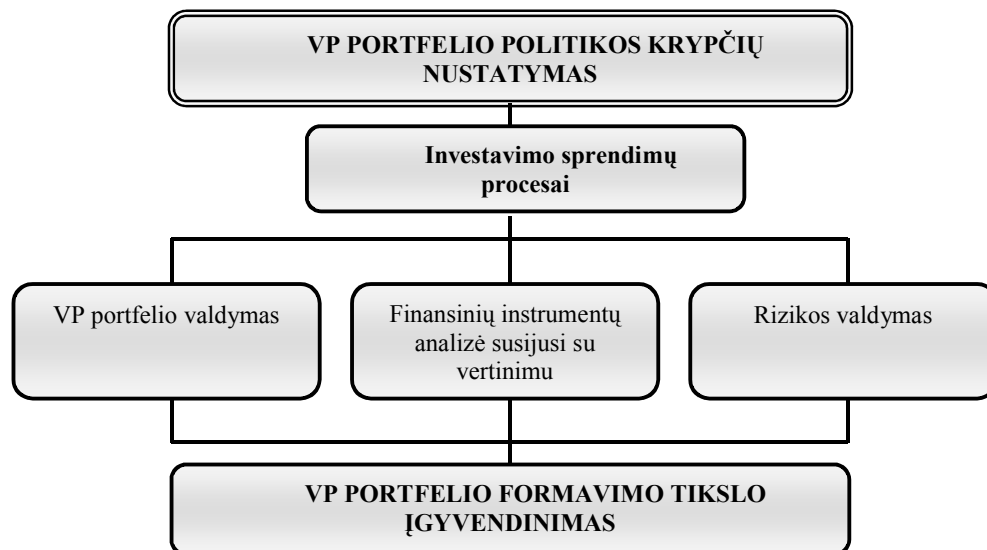 VP PORTFELIO POLITIKOS KRYPČIŲ
NUSTATYMAS
Investavimo sprendimų
procesai
VP portfelio valdymas
Finansinių instrumentų
analizė susijusi su
vertinimu
Rizikos valdymas
VP PORTFELIO FORMAVIMO TIKSLO
ĮGYVENDINIMAS